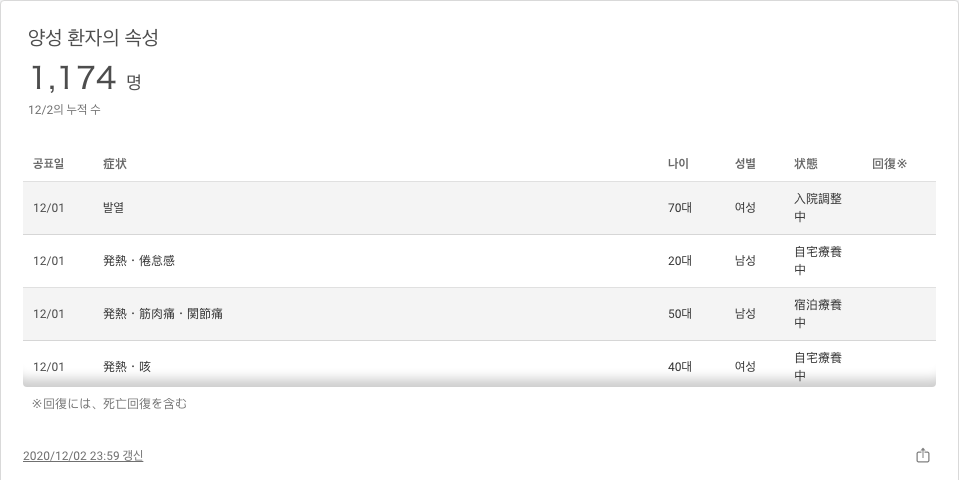 양성 환자의 속성
1,174 명
12/2의 누적 수
공표일 症状 나이 성별 状態 回復※
12/01 발열 70대 여성 入院調整
中
12/01 発熱・倦怠感 20대 남성 自宅療養
中
12/01 発熱・筋肉痛・関節痛 50대 남성 宿泊療養
中
12/01 発熱・咳 40대 여성 自宅療養
中
※回復には、死亡回復を含む
2020/12/02 23:59 갱신